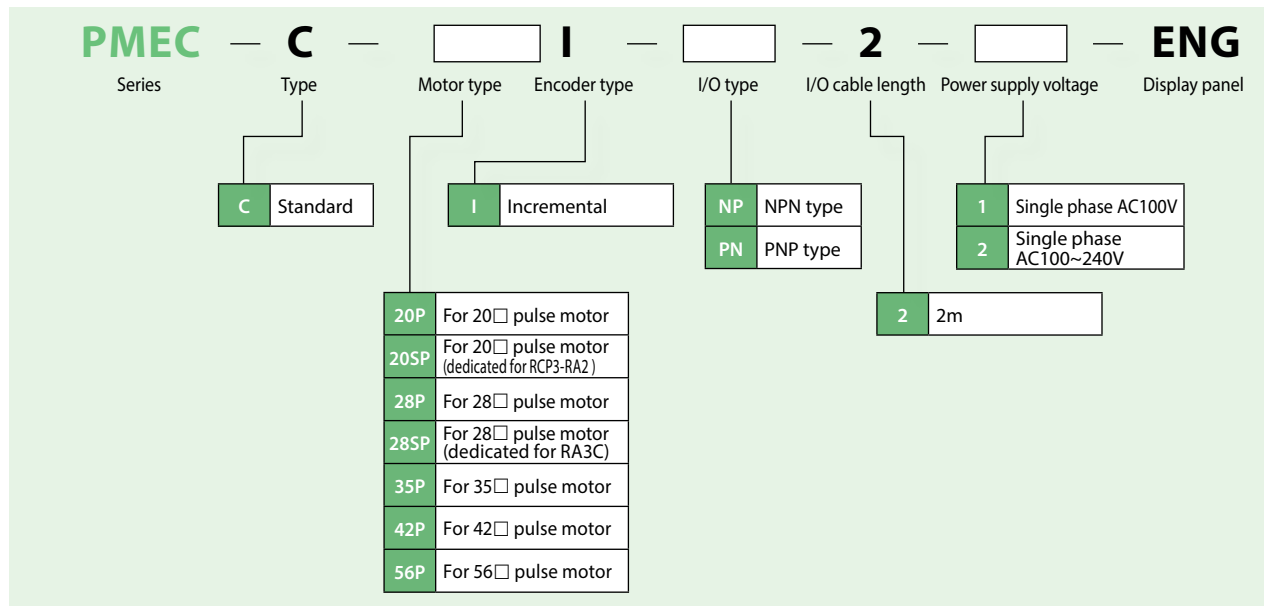 PMEC — C — I — — 2 — — ENG
Series Type Motor type Encoder type I/O type I/O cable length Power supply voltage Display panel
C Standard
I Incremental
NP NPN type
PN PNP type
1 Single phase AC100V
2 Single phase
AC100~240V
2 2m
20P For 20□ pulse motor
20SP For 20□ pulse motor
(dedicated for RCP3-RA2 )
28P For 28□ pulse motor
28SP For 28□ pulse motor
(dedicated for RA3C)
35P For 35□ pulse motor
42P For 42□ pulse motor
56P For 56□ pulse motor